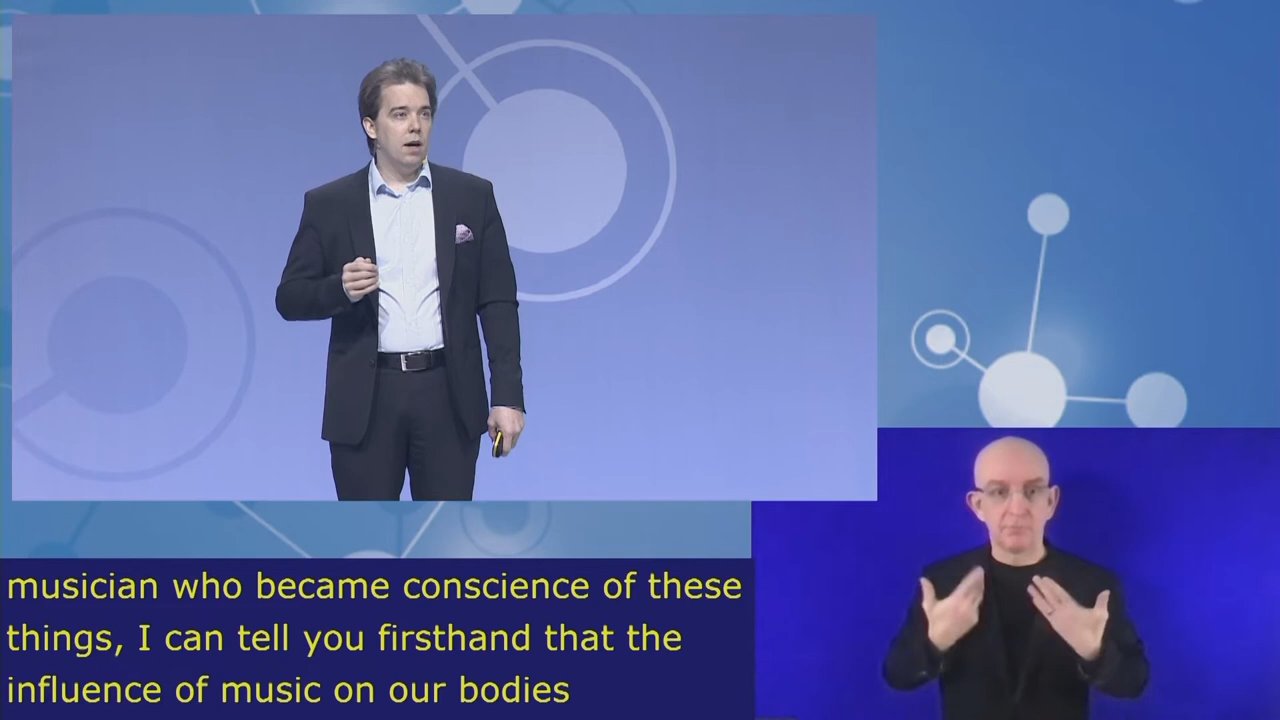 musician who became conscience of these
things, I can tell you firsthand that the
influence of music on our bodies